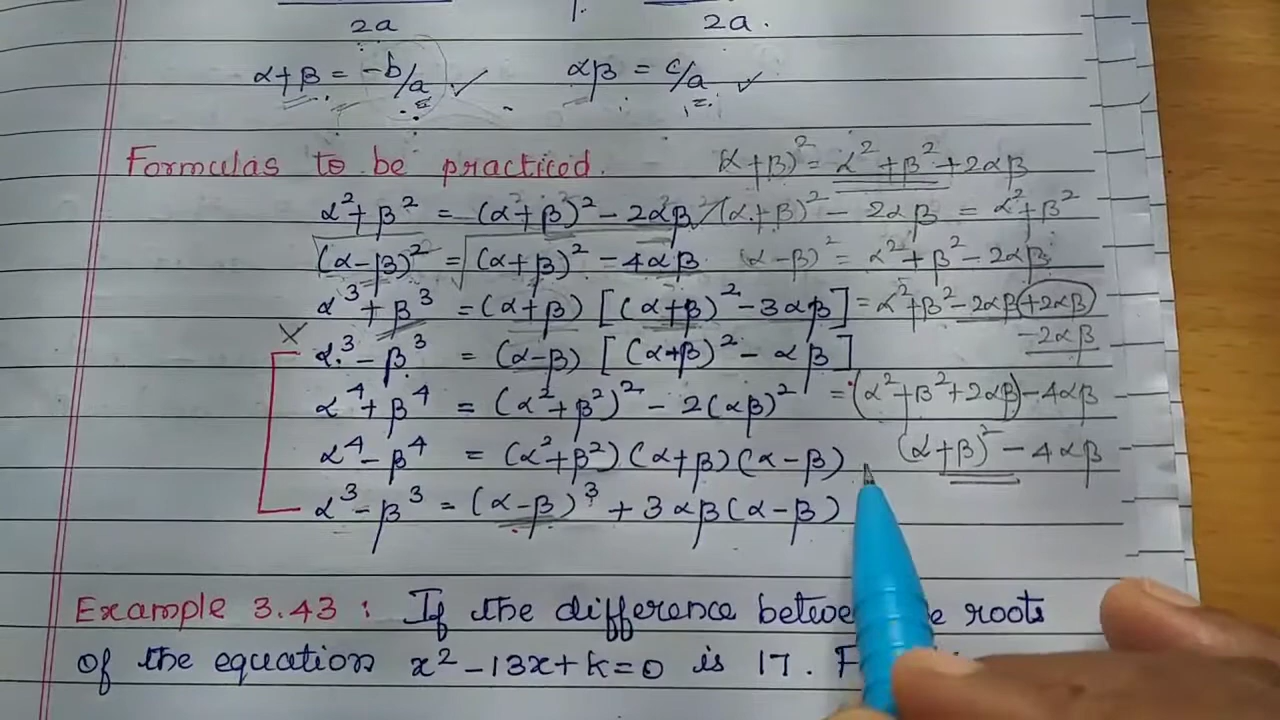 2a 2a.
α+β = -b/a ✓ αβ = c/a ✓
Formulas to be practiced. (α+β)² = α²+β²+2αβ
α²+β² = (α²+β)²-2αβ (α+β)² - 2αβ = α²+β²
(α-β)² = √(α+β)² -4αβ (α-β)² = α²+β²-2αβ
α³+β³ = (α+β) [(α+β)²-3αβ] = α²+β²-2αβ+2αβ
-2αβ
X α³-β³ = (α-β) [(α+β)²-αβ]
α⁴+β⁴ = (α²+β²)²-2(αβ)² = (α²+β²+2αβ)-4αβ
α⁴-β⁴ = (α²+β²)(α+β)(α-β) (α+β)²-4αβ
α³-β³ = (α-β)³ + 3αβ(α-β)
Example 3.43 : If the difference roots
of the equation x²-13x+k=0 is 17.